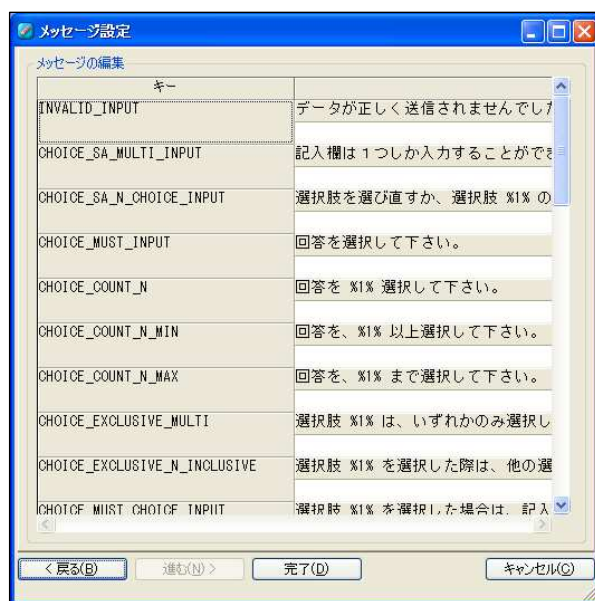 メッセージ設定
メッセージの編集
キー
INVALID_INPUT データが正しく送信されませんでした
CHOICE_SA_MULTI_INPUT 記入欄は１つしか入力することができ
CHOICE_SA_N_CHOICE_INPUT 選択肢を選び直すか、選択肢 %1% の
CHOICE_MUST_INPUT 回答を選択して下さい。
CHOICE_COUNT_N 回答を %1% 選択して下さい。
CHOICE_COUNT_N_MIN 回答を、%1% 以上選択して下さい。
CHOICE_COUNT_N_MAX 回答を、%1% まで選択して下さい。
CHOICE_EXCLUSIVE_MULTI 選択肢 %1% は、いずれかのみ選択し
CHOICE_EXCLUSIVE_N_INCLUSIVE 選択肢 %1% を選択した際は、他の選
CHOICE_MUST_CHOICE_INPUT 選択肢 %1% を選択した場合は、記入
< 戻る(B) 進む(N) > 完了(D) キャンセル(C)